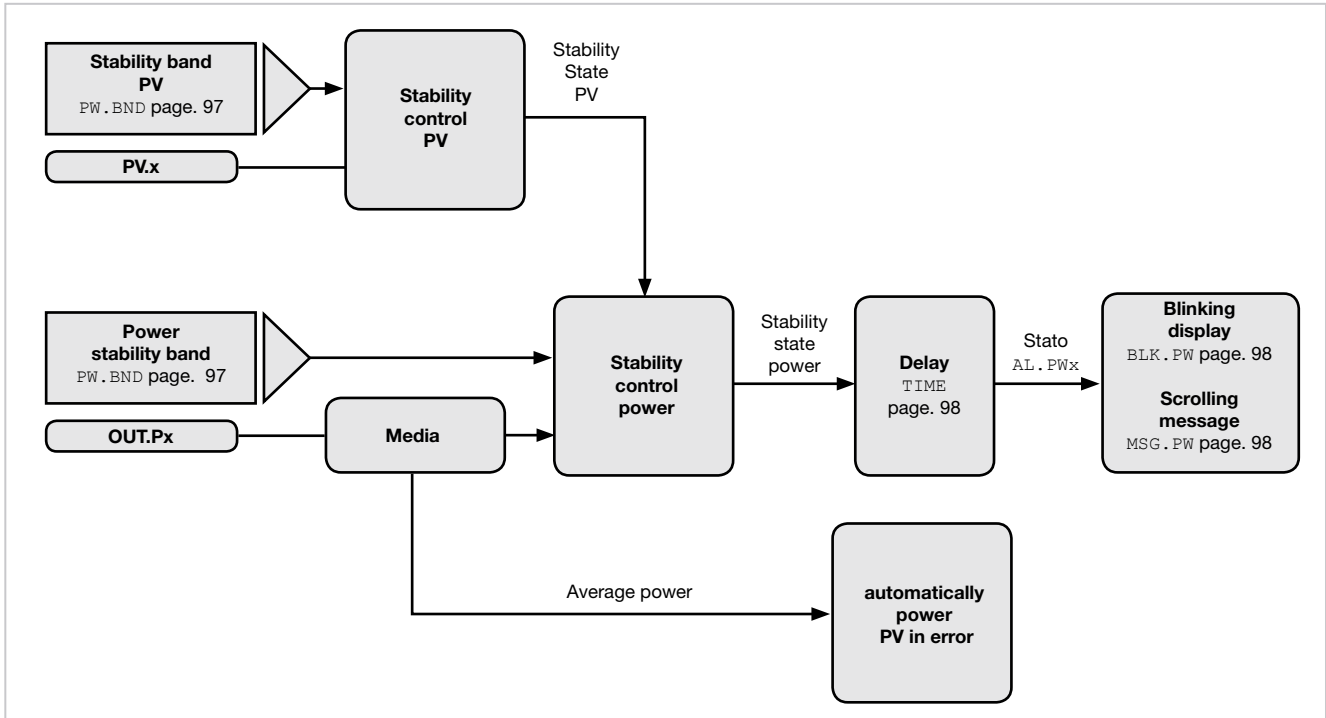 Stability band
PV
PW.BND page. 97
PV.x
Stability
control
PV
Stability
State
PV
Power
stability band
PW.BND page. 97
OUT.Px
Media
Stability
control
power
Stability
state
power
Delay
TIME
page. 98
Stato
AL.PWx
Blinking
display
BLK.PW page. 98
Scrolling
message
MSG.PW page. 98
Average power
automatically
power
PV in error